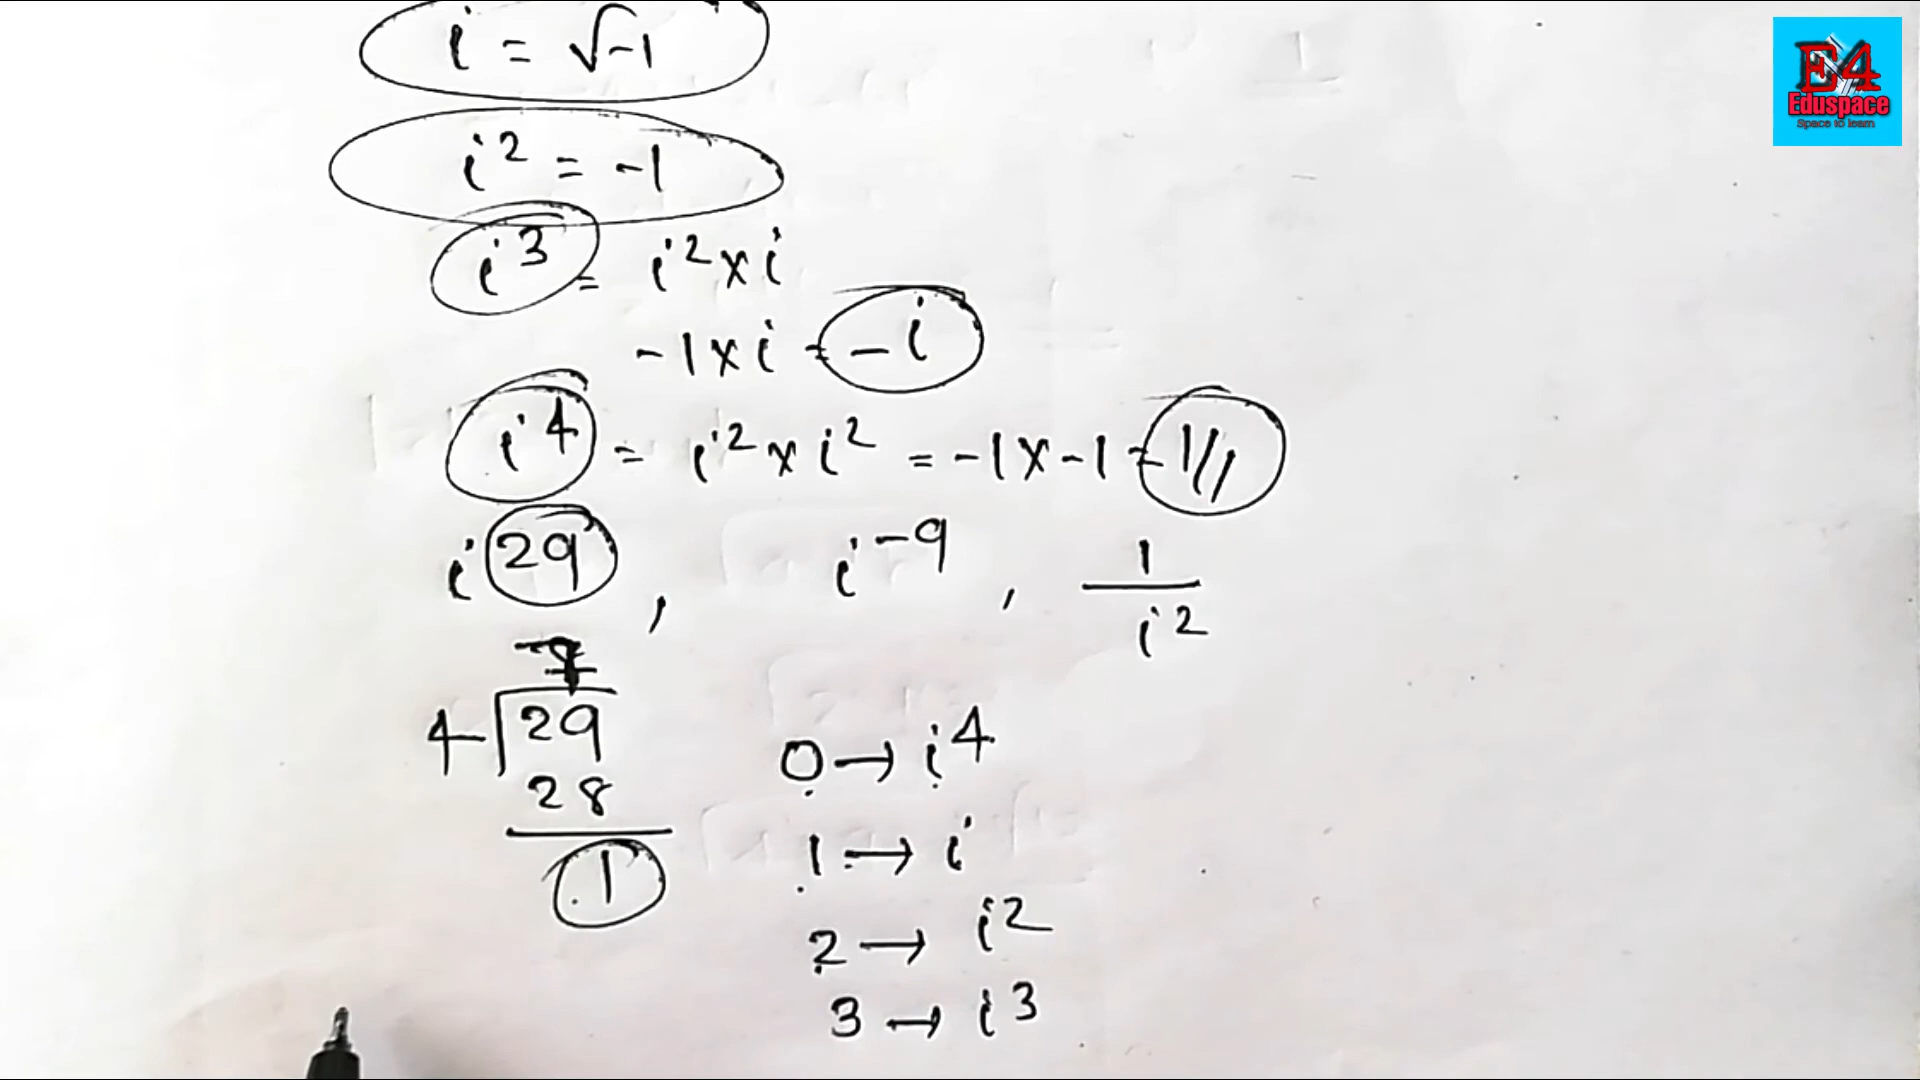 i = √-1
E4
Eduspace
Space to learn
i² = -1
i³ = i² x i
-1 x i = -i
i⁴ = i² x i² = -1 x -1 = 1//
i²⁹ , i⁻⁹ , 1/i²
7
4 29
28
1
0 → i⁴
1 → i
2 → i²
3 → i³